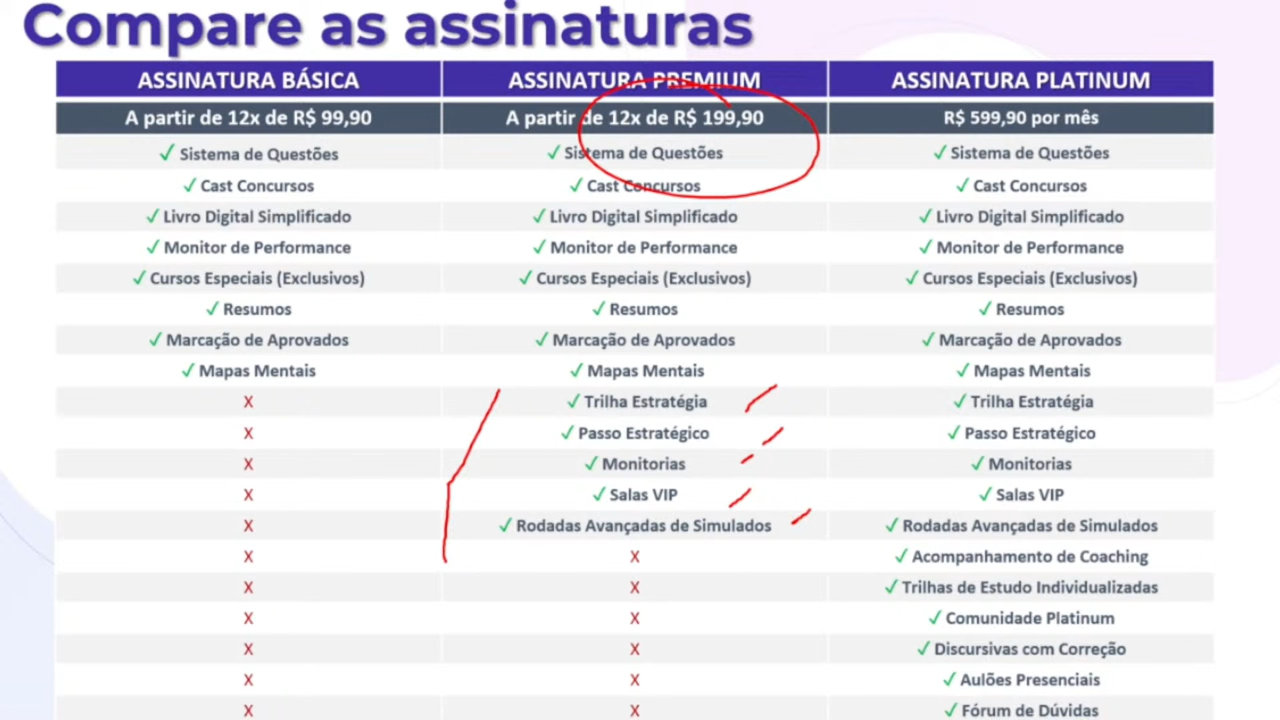 Compare as assinaturas
ASSINATURA BÁSICA ASSINATURA PREMIUM ASSINATURA PLATINUM
A partir de 12x de R$ 99,90 A partir de 12x de R$ 199,90 R$ 599,90 por mês
✓ Sistema de Questões ✓ Sistema de Questões ✓ Sistema de Questões
✓ Cast Concursos ✓ Cast Concursos ✓ Cast Concursos
✓ Livro Digital Simplificado ✓ Livro Digital Simplificado ✓ Livro Digital Simplificado
✓ Monitor de Performance ✓ Monitor de Performance ✓ Monitor de Performance
✓ Cursos Especiais (Exclusivos) ✓ Cursos Especiais (Exclusivos) ✓ Cursos Especiais (Exclusivos)
✓ Resumos ✓ Resumos ✓ Resumos
✓ Marcação de Aprovados ✓ Marcação de Aprovados ✓ Marcação de Aprovados
✓ Mapas Mentais ✓ Mapas Mentais ✓ Mapas Mentais
X ✓ Trilha Estratégia ✓ Trilha Estratégia
X ✓ Passo Estratégico ✓ Passo Estratégico
X ✓ Monitorias ✓ Monitorias
X ✓ Salas VIP ✓ Salas VIP
X ✓ Rodadas Avançadas de Simulados ✓ Rodadas Avançadas de Simulados
X X ✓ Acompanhamento de Coaching
X X ✓ Trilhas de Estudo Individualizadas
X X ✓ Comunidade Platinum
X X ✓ Discursivas com Correção
X X ✓ Aulões Presenciais
X X ✓ Fórum de Dúvidas